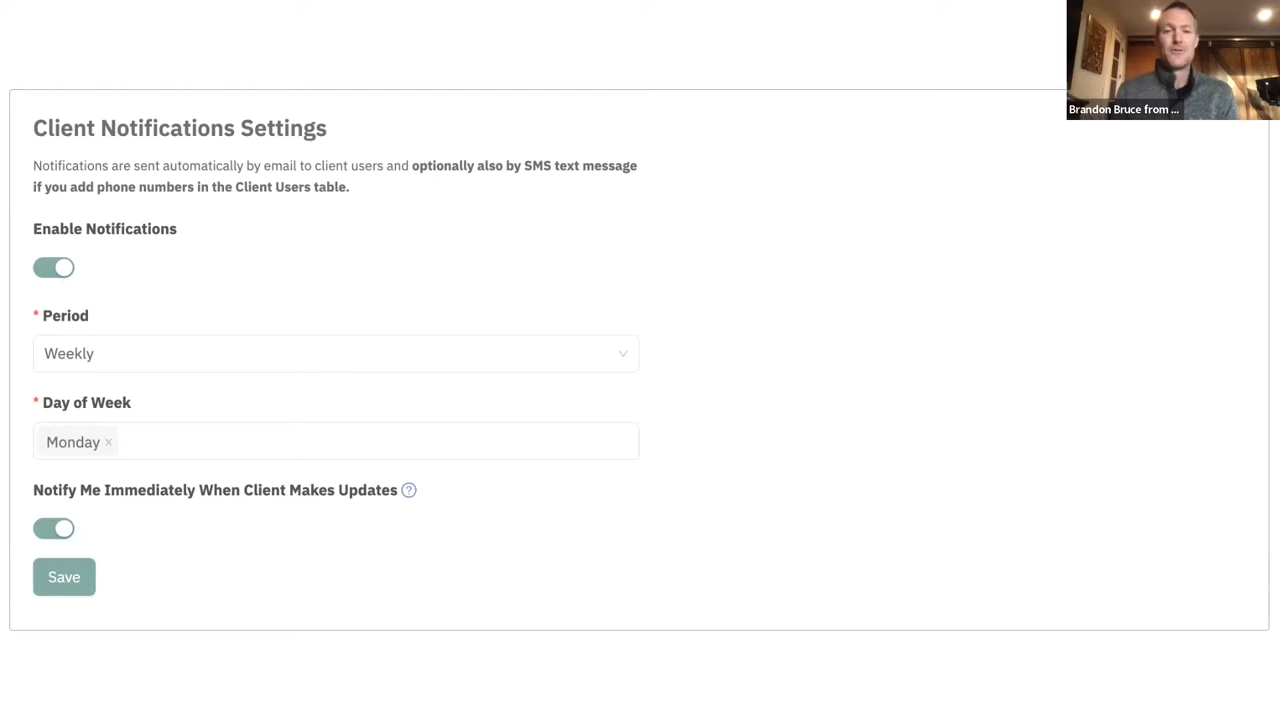 Client Notifications Settings
Notifications are sent automatically by email to client users and optionally also by SMS text message
if you add phone numbers in the Client Users table.
Enable Notifications
* Period
Weekly
* Day of Week
Monday ×
Notify Me Immediately When Client Makes Updates ?
Save
Brandon Bruce from ...